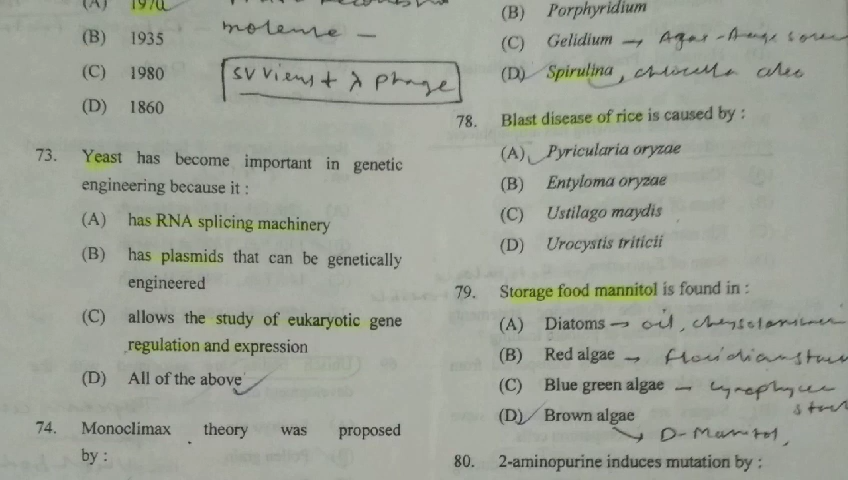 (A) 1970
(B) 1935
(C) 1980
(D) 1860
SV Virus + λ phage
73. Yeast has become important in genetic
engineering because it :
(A) has RNA splicing machinery
(B) has plasmids that can be genetically
engineered
(C) allows the study of eukaryotic gene
regulation and expression
(D) All of the above
74. Monoclimax theory was proposed
by :
(B) Porphyridium
(C) Gelidium →
(D) Spirulina,
78. Blast disease of rice is caused by :
(A) Pyricularia oryzae
(B) Entyloma oryzae
(C) Ustilago maydis
(D) Urocystis triticii
79. Storage food mannitol is found in :
(A) Diatoms → oil,
(B) Red algae →
(C) Blue green algae –
(D) Brown algae
→ D-Manitol,
80. 2-aminopurine induces mutation by :